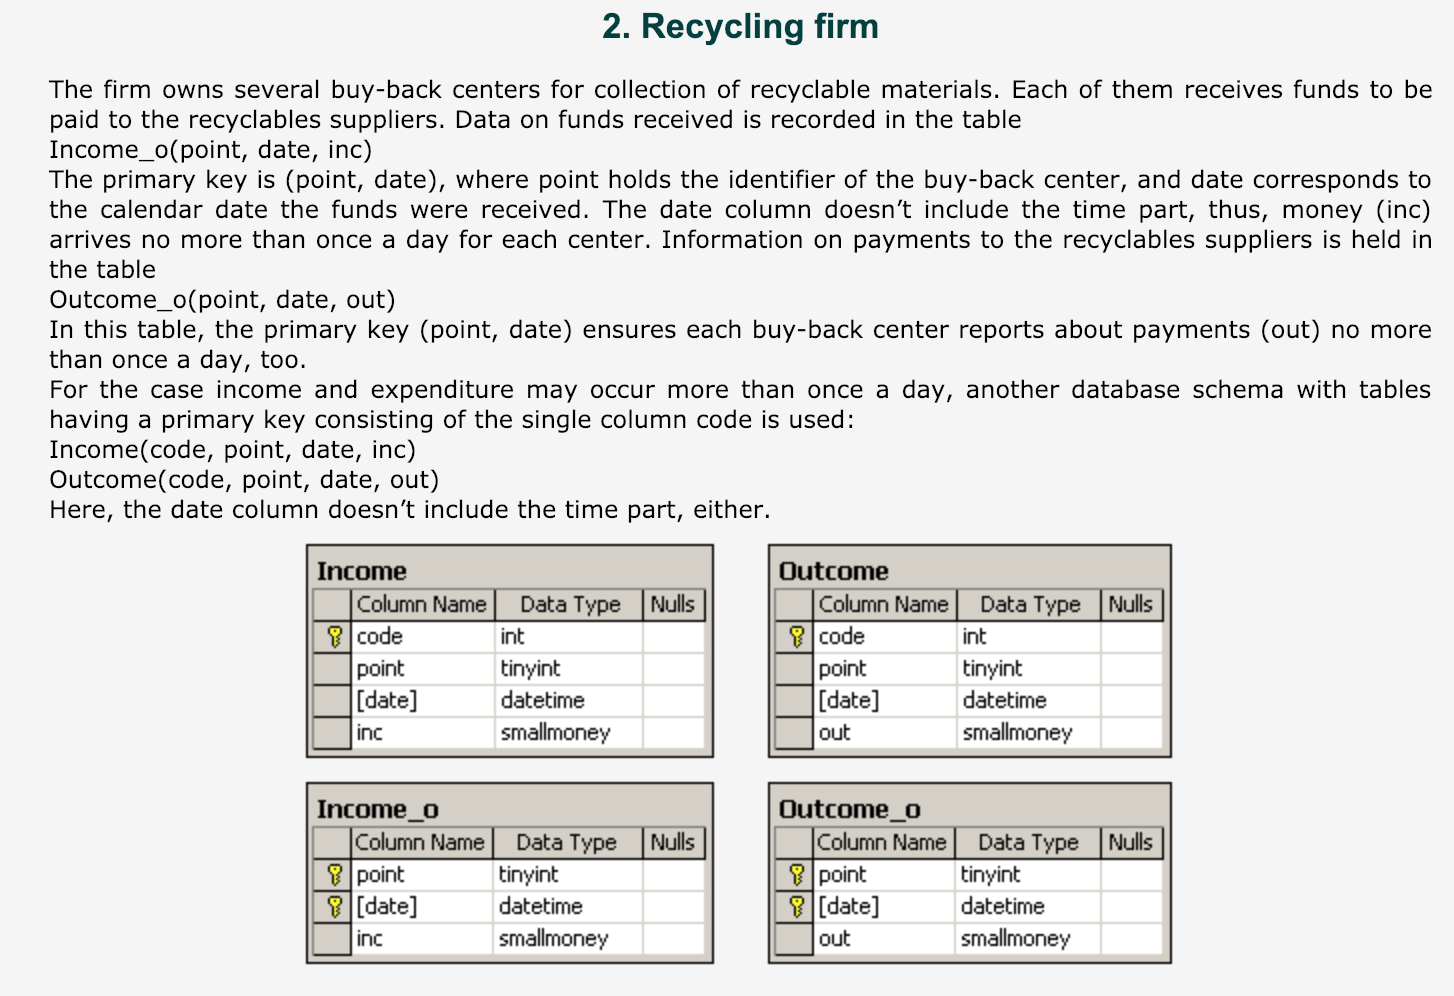 2. Recycling firm
The firm owns several buy-back centers for collection of recyclable materials. Each of them receives funds to be
paid to the recyclables suppliers. Data on funds received is recorded in the table
Income_o(point, date, inc)
The primary key is (point, date), where point holds the identifier of the buy-back center, and date corresponds to
the calendar date the funds were received. The date column doesn’t include the time part, thus, money (inc)
arrives no more than once a day for each center. Information on payments to the recyclables suppliers is held in
the table
Outcome_o(point, date, out)
In this table, the primary key (point, date) ensures each buy-back center reports about payments (out) no more
than once a day, too.
For the case income and expenditure may occur more than once a day, another database schema with tables
having a primary key consisting of the single column code is used:
Income(code, point, date, inc)
Outcome(code, point, date, out)
Here, the date column doesn’t include the time part, either.
Income
Column Name Data Type Nulls
code int
point tinyint
[date] datetime
inc smallmoney
Outcome
Column Name Data Type Nulls
code int
point tinyint
[date] datetime
out smallmoney
Income_o
Column Name Data Type Nulls
point tinyint
[date] datetime
inc smallmoney
Outcome_o
Column Name Data Type Nulls
point tinyint
[date] datetime
out smallmoney